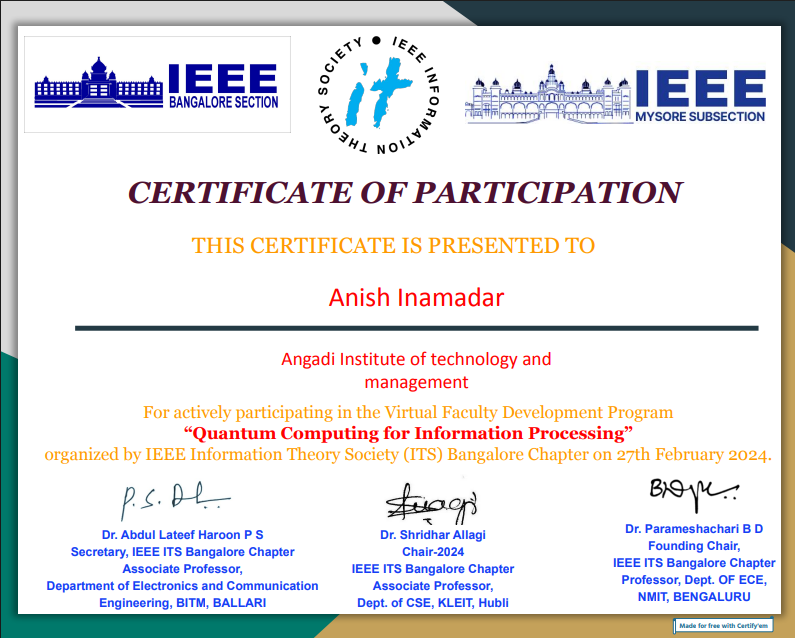 IEEE
BANGALORE SECTION
IEEE INFORMATION THEORY SOCIETY
it
IEEE
MYSORE SUBSECTION
CERTIFICATE OF PARTICIPATION
THIS CERTIFICATE IS PRESENTED TO
Anish Inamadar
Angadi Institute of technology and
management
For actively participating in the Virtual Faculty Development Program
“Quantum Computing for Information Processing”
organized by IEEE Information Theory Society (ITS) Bangalore Chapter on 27th February 2024.
Dr. Abdul Lateef Haroon P S
Secretary, IEEE ITS Bangalore Chapter
Associate Professor,
Department of Electronics and Communication
Engineering, BITM, BALLARI
Dr. Shridhar Allagi
Chair-2024
IEEE ITS Bangalore Chapter
Associate Professor,
Dept. of CSE, KLEIT, Hubli
Dr. Parameshachari B D
Founding Chair,
IEEE ITS Bangalore Chapter
Professor, Dept. OF ECE,
NMIT, BENGALURU
Made for free with Certify'em